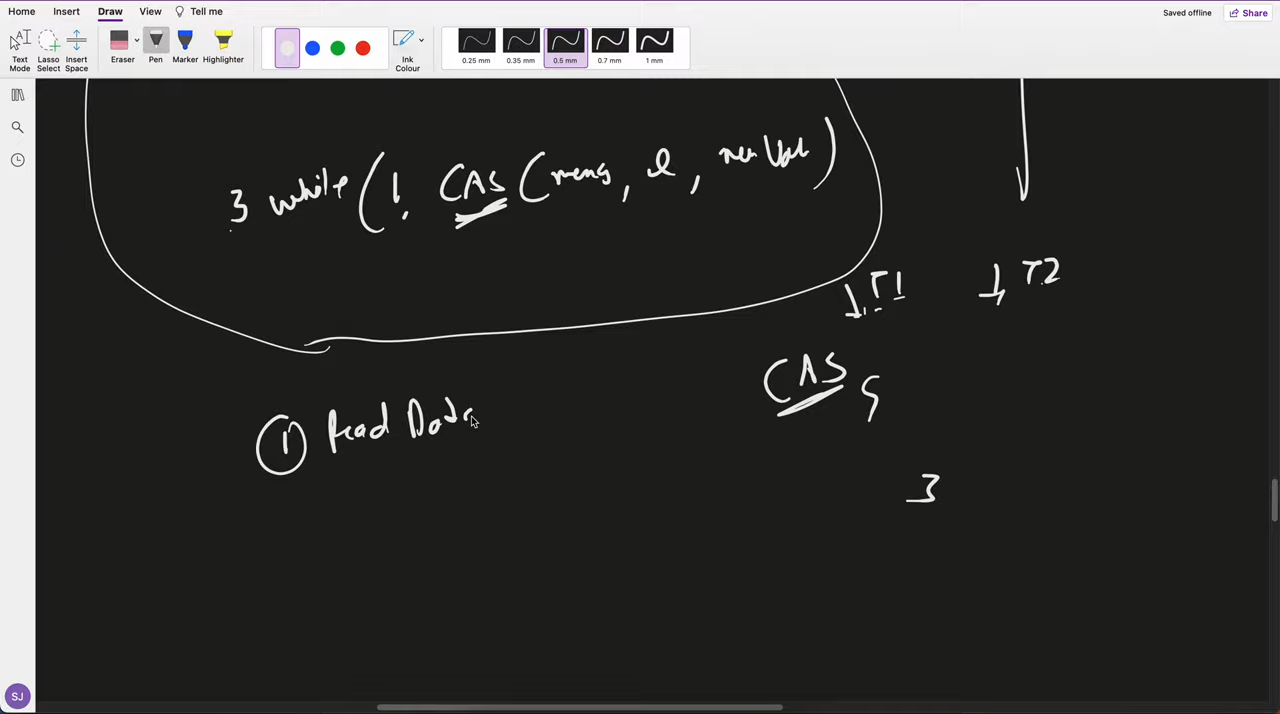 Home Insert Draw View Tell me Saved offline Share
Text Mode
Lasso Select
Insert Space
Eraser
Pen
Marker
Highlighter
Ink Colour
0.25 mm
0.35 mm
0.5 mm
0.7 mm
1 mm
} while (! CAS (mem, e, newVal)
↓T1 ↓T2
CAS {
① Read Data
}
SJ